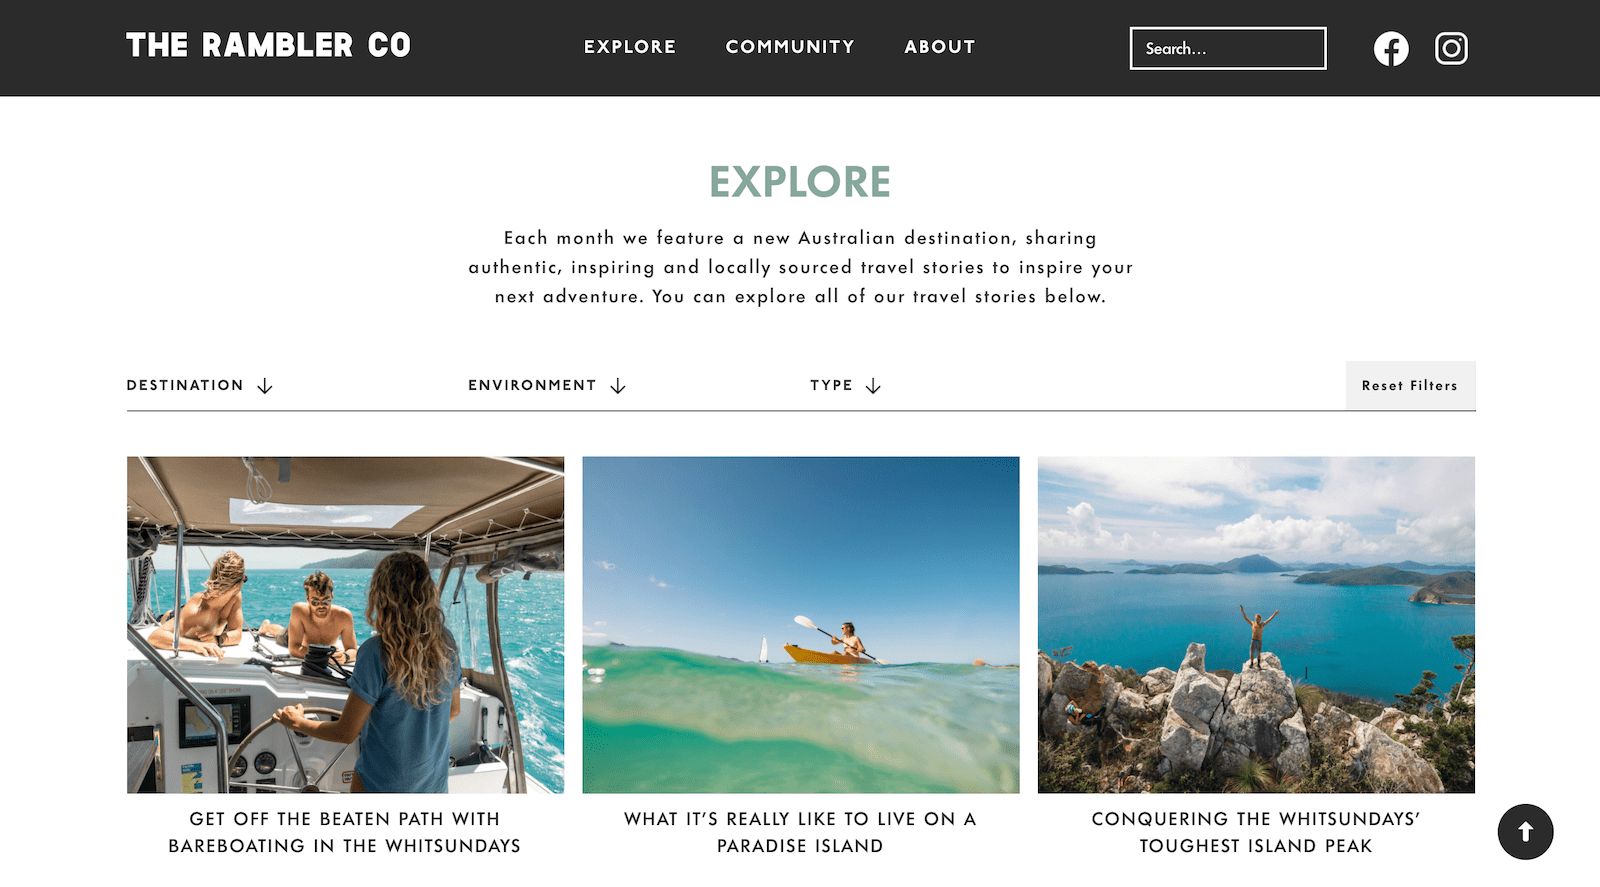 THE RAMBLER CO
EXPLORE
COMMUNITY
ABOUT
Search...
EXPLORE
Each month we feature a new Australian destination, sharing
authentic, inspiring and locally sourced travel stories to inspire your
next adventure. You can explore all of our travel stories below.
DESTINATION
ENVIRONMENT
TYPE
Reset Filters
GET OFF THE BEATEN PATH WITH
BAREBOATING IN THE WHITSUNDAYS
WHAT IT'S REALLY LIKE TO LIVE ON A
PARADISE ISLAND
CONQUERING THE WHITSUNDAYS'
TOUGHEST ISLAND PEAK